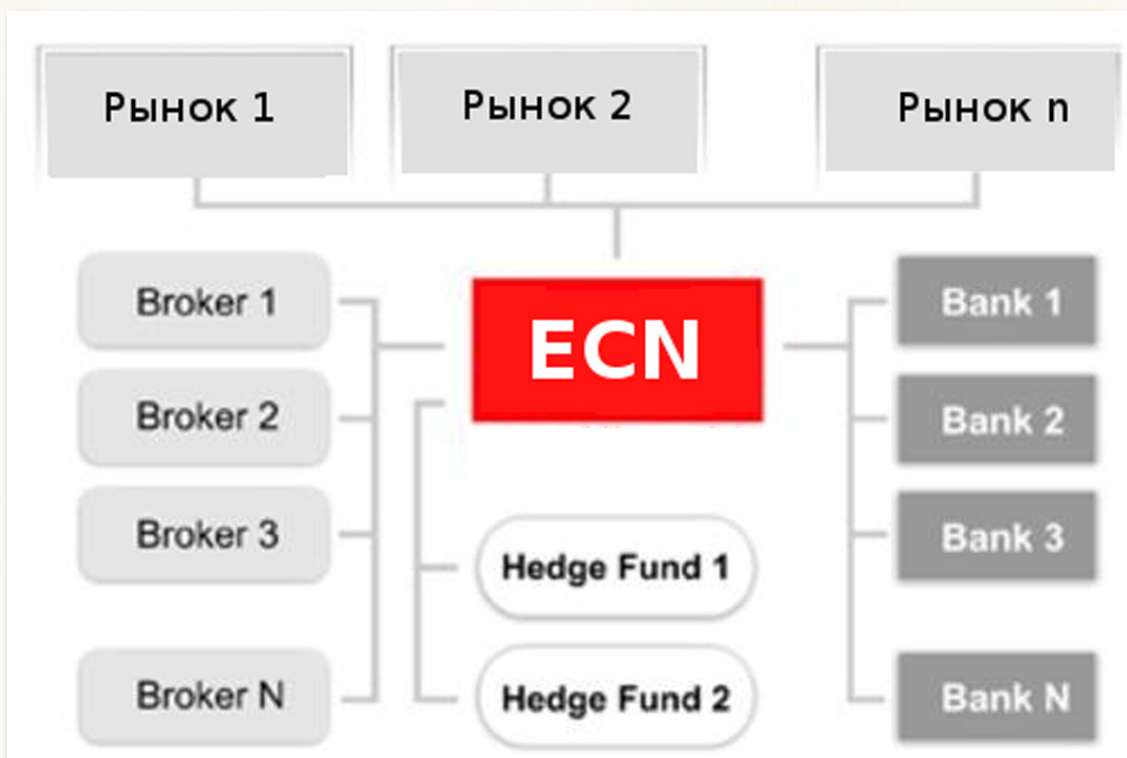 Рынок 1
Рынок 2
Рынок n
ECN
Broker 1
Broker 2
Broker 3
Broker N
Hedge Fund 1
Hedge Fund 2
Bank 1
Bank 2
Bank 3
Bank N